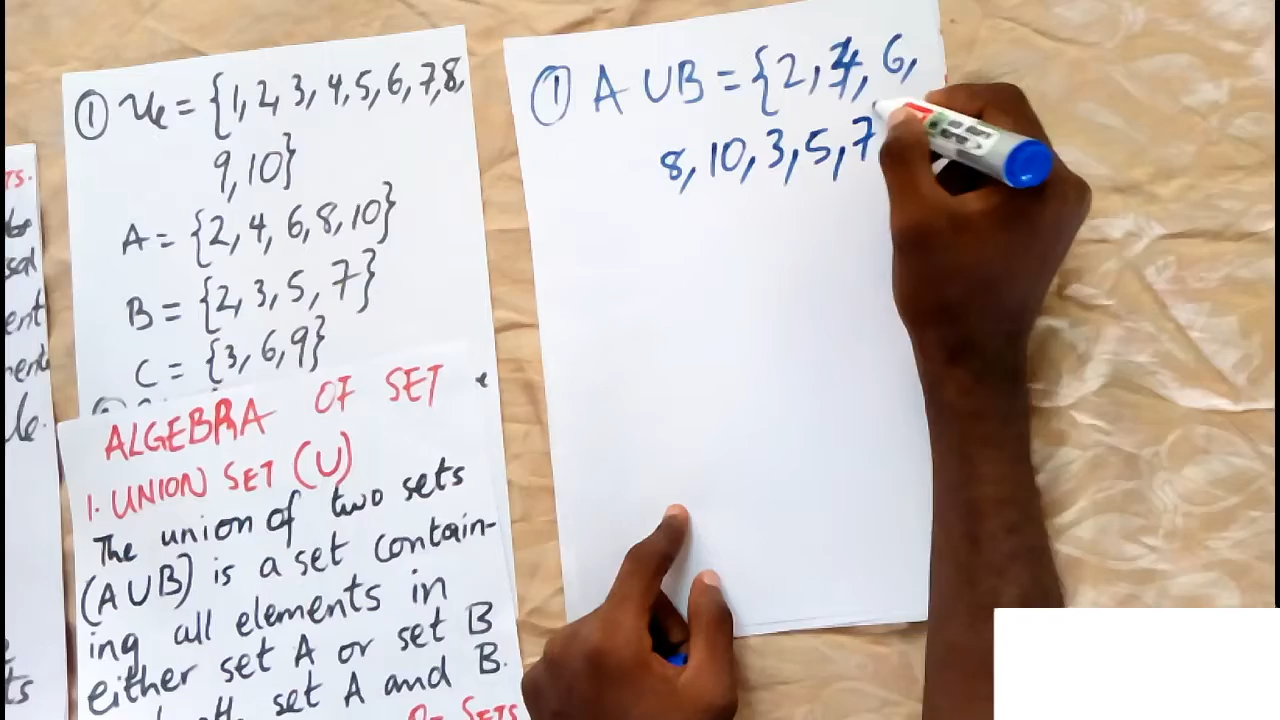 TS.
① 𝒰 = {1, 2, 3, 4, 5, 6, 7, 8,
9, 10}
A = {2, 4, 6, 8, 10}
B = {2, 3, 5, 7}
C = {3, 6, 9}
ALGEBRA OF SET
1. UNION SET (U)
The union of two sets
(A∪B) is a set contain-
ing all elements in
either set A or set B
set A and B.
SETS
① A ∪ B = {2, 4, 6,
8, 10, 3, 5, 7